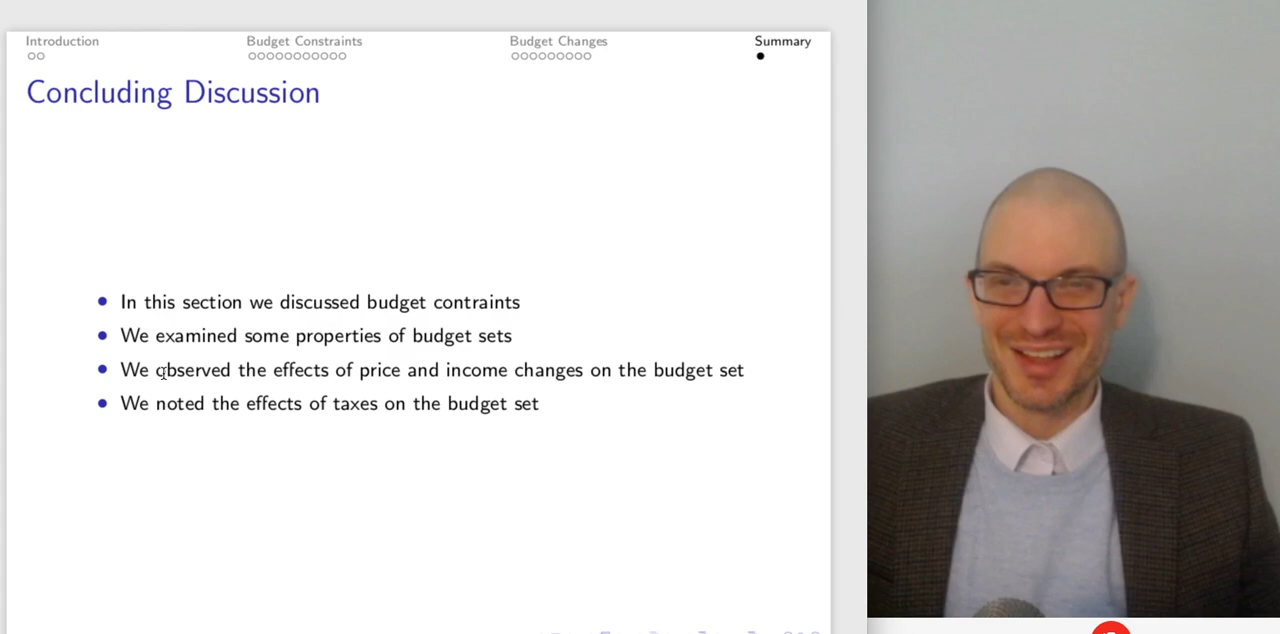 Introduction Budget Constraints Budget Changes Summary
Concluding Discussion
In this section we discussed budget contraints
We examined some properties of budget sets
We observed the effects of price and income changes on the budget set
We noted the effects of taxes on the budget set